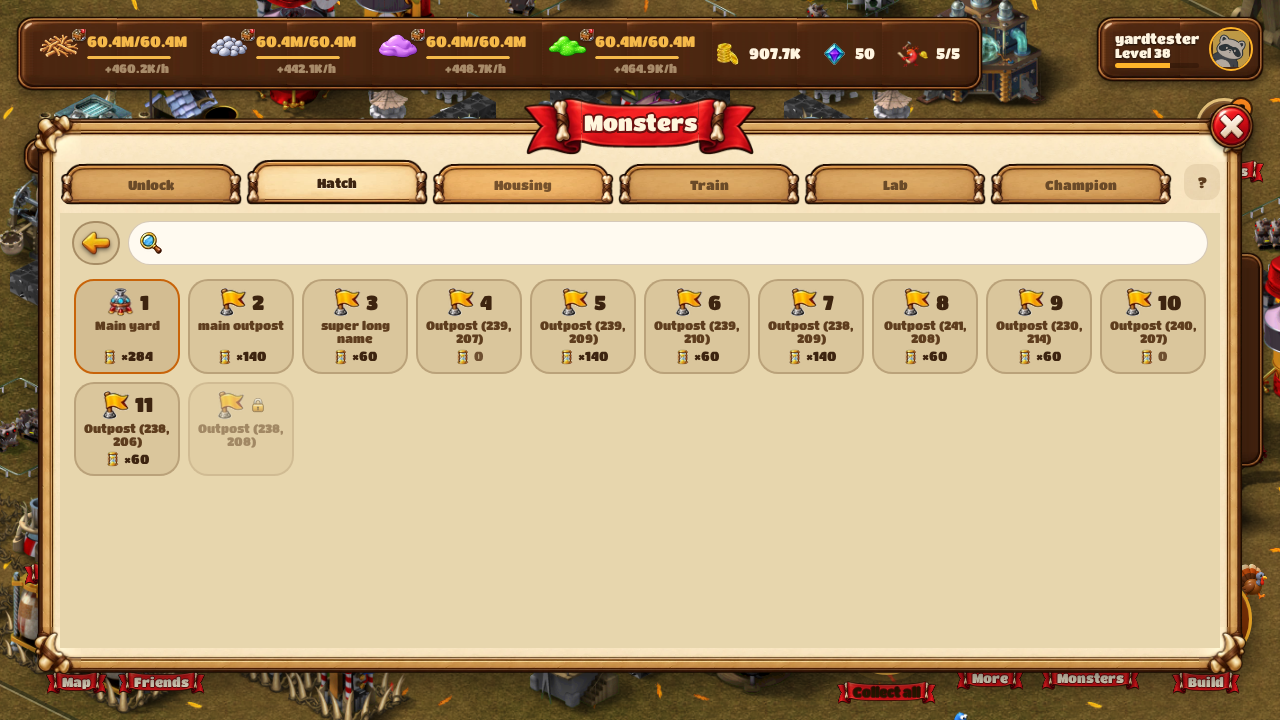 60.4M/60.4M
+460.2K/h
60.4M/60.4M
+442.1K/h
60.4M/60.4M
+448.7K/h
60.4M/60.4M
+464.9K/h
907.7K
50
5/5
yardtester
Level 38
Monsters
Unlock
Hatch
Housing
Train
Lab
Champion
?
1
Main yard
×284
2
main outpost
×140
3
super long
name
×60
4
Outpost (239,
207)
0
5
Outpost (239,
209)
×140
6
Outpost (239,
210)
×60
7
Outpost (238,
209)
×140
8
Outpost (241,
208)
×60
9
Outpost (230,
214)
×60
10
Outpost (240,
207)
0
11
Outpost (238,
206)
×60
Outpost (238,
208)
Map
Friends
Collect all
More
Monsters
Build